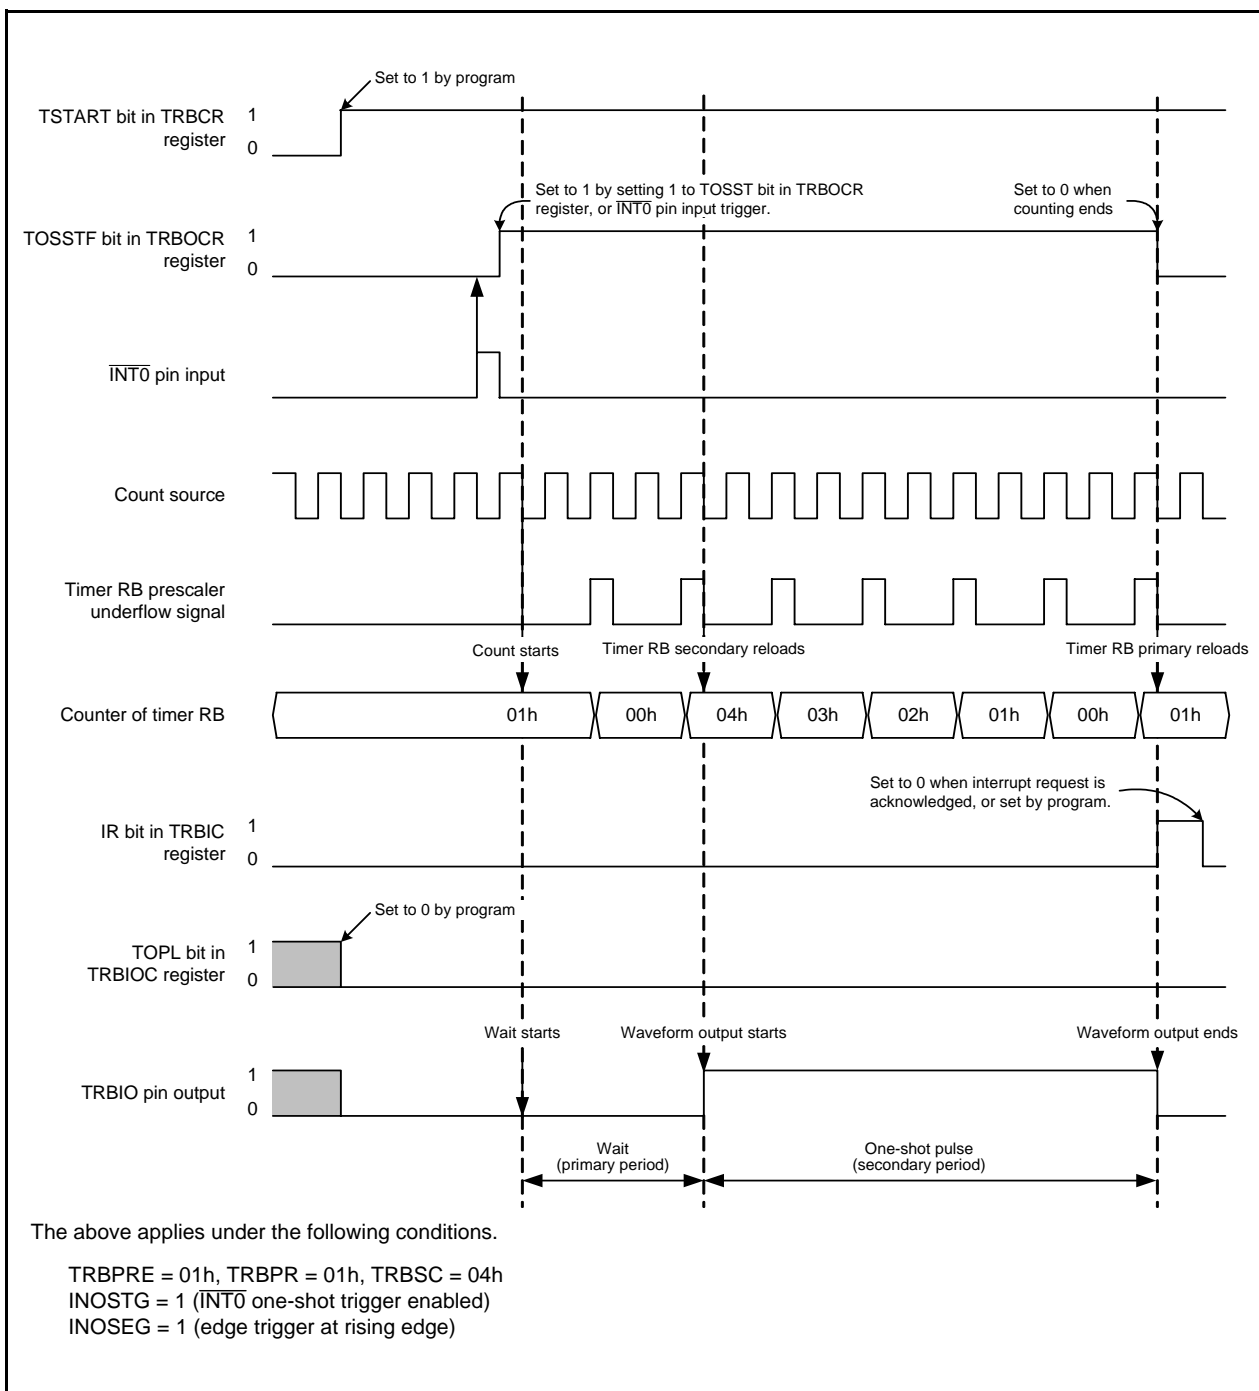 Set to 1 by program
TSTART bit in TRBCR
register
1
0
Set to 1 by setting 1 to TOSST bit in TRBOCR
register, or INT0 pin input trigger.
Set to 0 when
counting ends
TOSSTF bit in TRBOCR
register
1
0
INT0 pin input
Count source
Timer RB prescaler
underflow signal
Count starts
Timer RB secondary reloads
Timer RB primary reloads
Counter of timer RB
01h
00h
04h
03h
02h
01h
00h
01h
Set to 0 when interrupt request is
acknowledged, or set by program.
IR bit in TRBIC
register
1
0
Set to 0 by program
TOPL bit in
TRBIOC register
1
0
Wait starts
Waveform output starts
Waveform output ends
TRBIO pin output
1
0
Wait
(primary period)
One-shot pulse
(secondary period)
The above applies under the following conditions.
TRBPRE = 01h, TRBPR = 01h, TRBSC = 04h
INOSTG = 1 (INT0 one-shot trigger enabled)
INOSEG = 1 (edge trigger at rising edge)